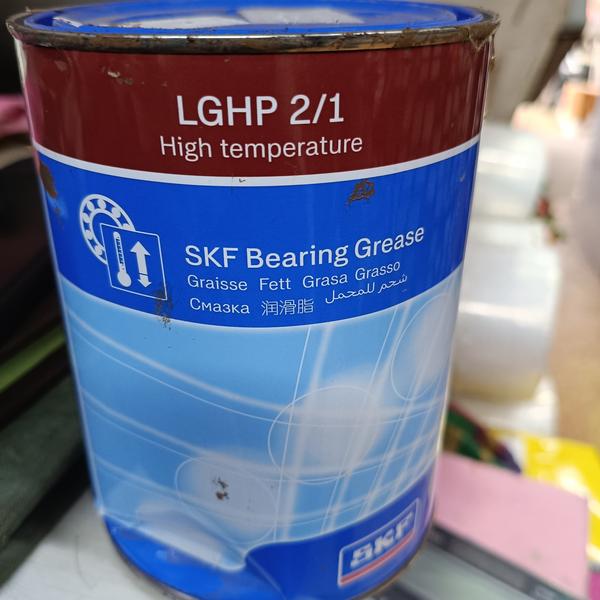 LGHP 2/1
High temperature
SKF Bearing Grease
Graisse Fett Grasa Grasso
Смазка 润滑脂 شحم للمحمل
SKF